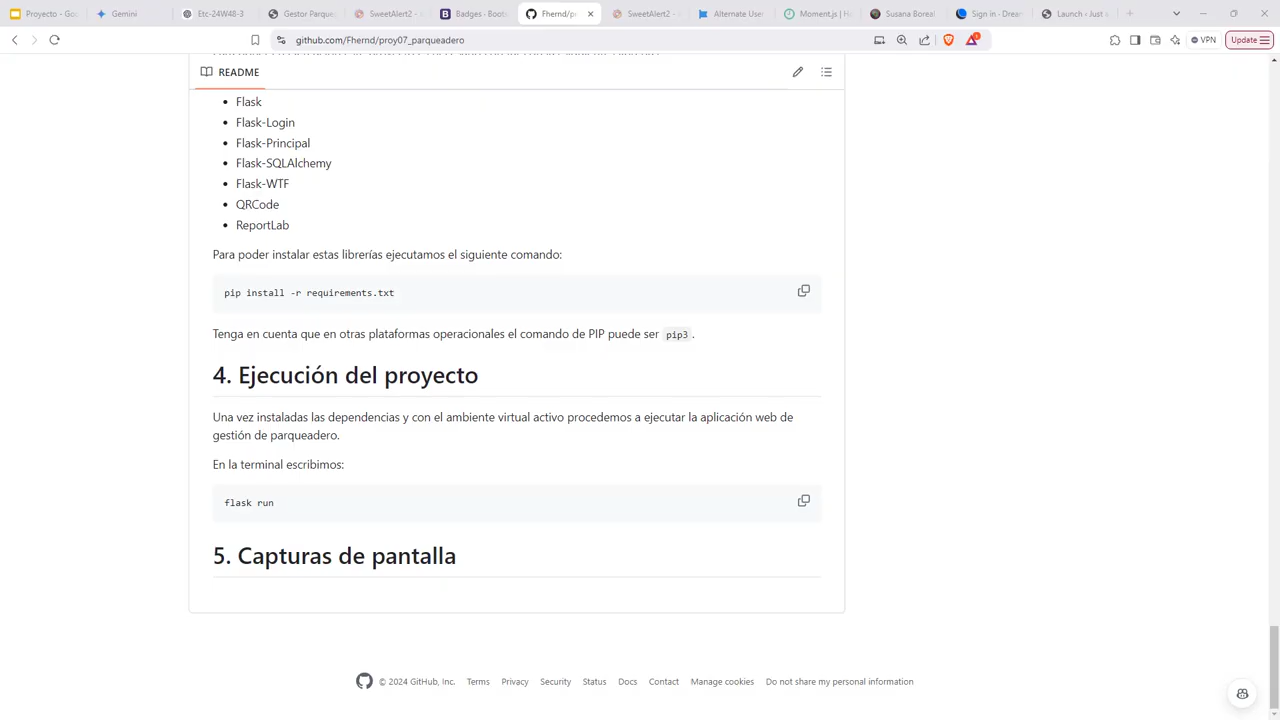 Proyecto - Goo
Gemini
Etc-24W48-3
Gestor Parque
SweetAlert2 -
Badges · Boots
Fhernd/pr
SweetAlert2 -
Alternate User
Moment.js | H
Susana Boreal
Sign in - Drean
Launch ‹ Just a
github.com/Fhernd/proy07_parqueadero
VPN
Update
README
Flask
Flask-Login
Flask-Principal
Flask-SQLAlchemy
Flask-WTF
QRCode
ReportLab
Para poder instalar estas librerías ejecutamos el siguiente comando:
pip install -r requirements.txt
Tenga en cuenta que en otras plataformas operacionales el comando de PIP puede ser pip3.
4. Ejecución del proyecto
Una vez instaladas las dependencias y con el ambiente virtual activo procedemos a ejecutar la aplicación web de
gestión de parqueadero.
En la terminal escribimos:
flask run
5. Capturas de pantalla
© 2024 GitHub, Inc. Terms Privacy Security Status Docs Contact Manage cookies Do not share my personal information